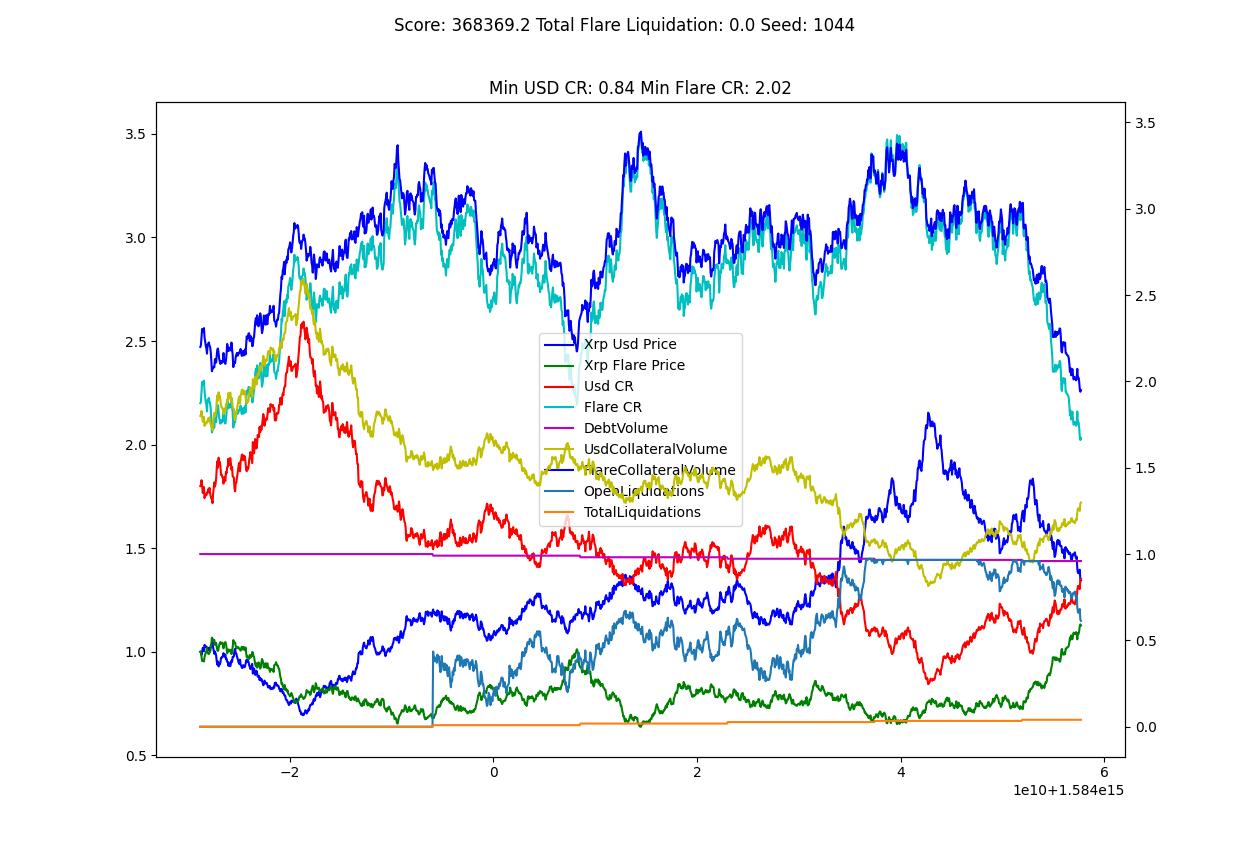 Score: 368369.2 Total Flare Liquidation: 0.0 Seed: 1044
Min USD CR: 0.84 Min Flare CR: 2.02
3.5
3.0
2.5
2.0
1.5
1.0
0.5
3.5
3.0
2.5
2.0
1.5
1.0
0.5
0.0
Xrp Usd Price
Xrp Flare Price
Usd CR
Flare CR
DebtVolume
UsdCollateralVolume
FlareCollateralVolume
OpenLiquidations
TotalLiquidations
−2 0 2 4 6
1e10+1.584e15